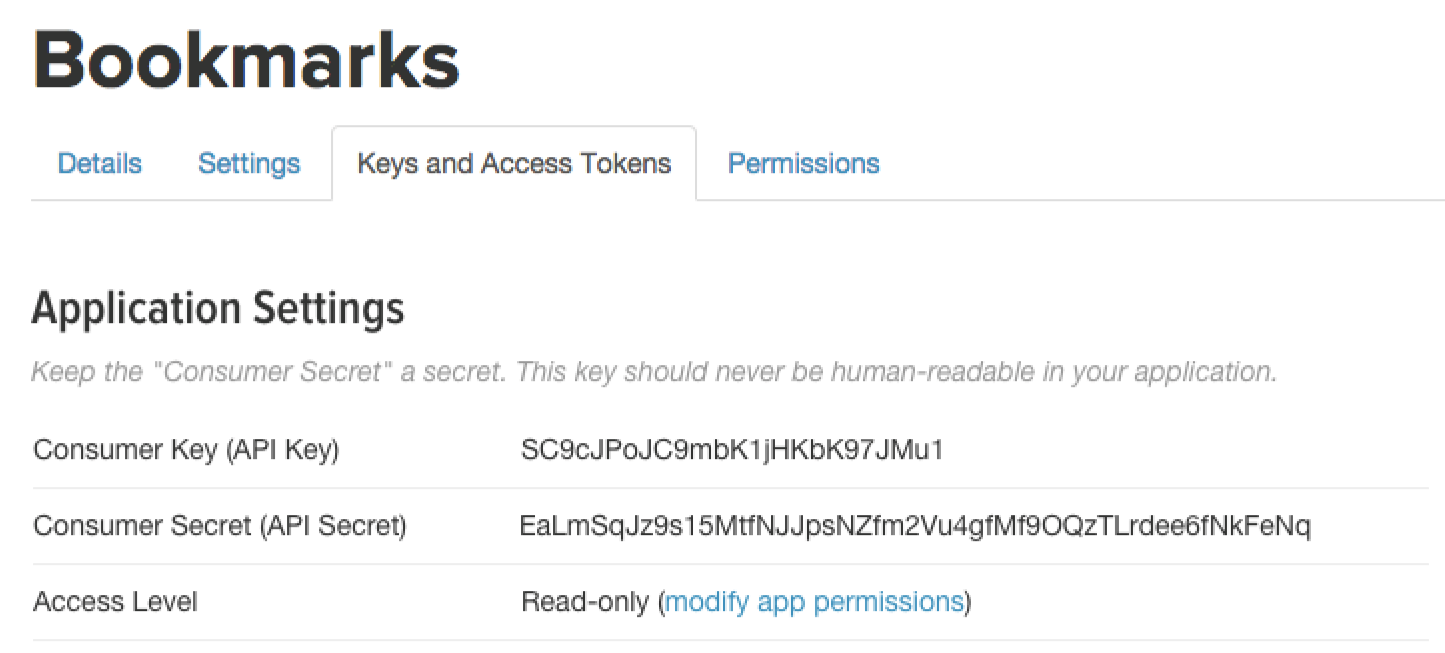 Bookmarks
Details Settings Keys and Access Tokens Permissions
Application Settings
Keep the "Consumer Secret" a secret. This key should never be human-readable in your application.
Consumer Key (API Key) SC9cJPoJC9mbK1jHKbK97JMu1
Consumer Secret (API Secret) EaLmSqJz9s15MtfNJJpsNZfm2Vu4gfMf9OQzTLrdee6fNkFeNq
Access Level Read-only (modify app permissions)